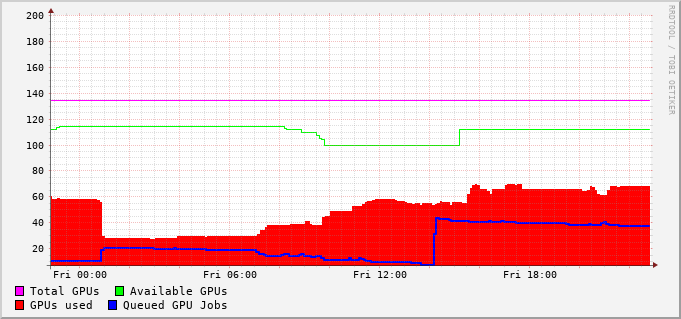 200
180
160
140
120
100
80
60
40
20
Fri 00:00 Fri 06:00 Fri 12:00 Fri 18:00
Total GPUs Available GPUs
GPUs used Queued GPU Jobs
RRDTOOL / TOBI OETIKER